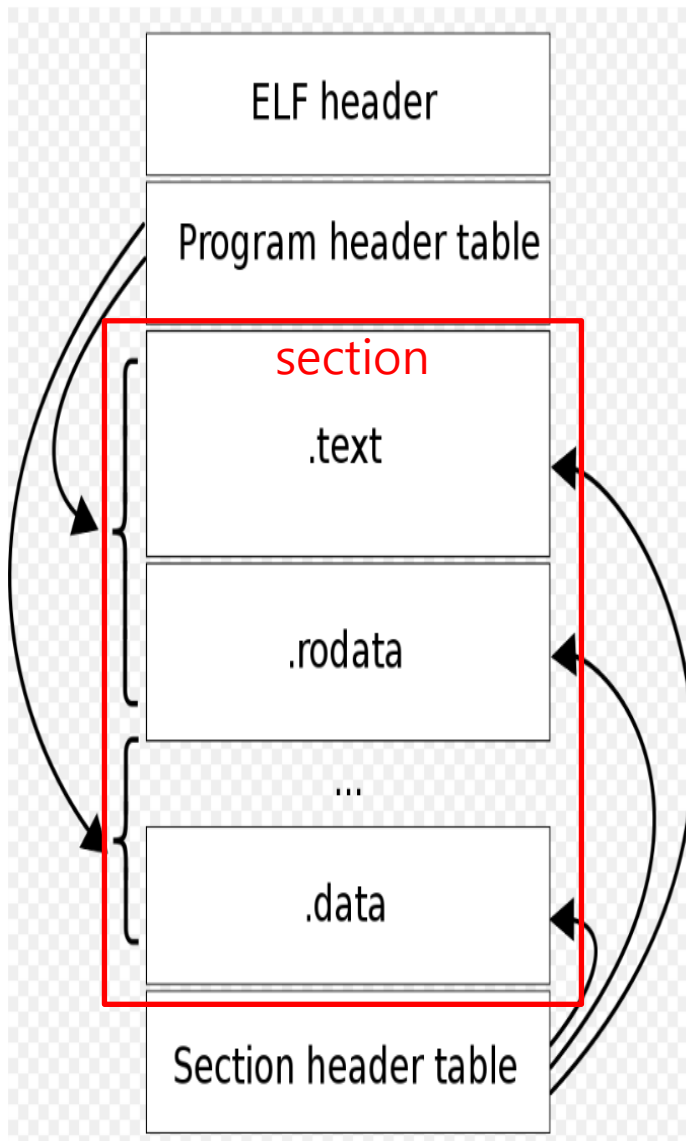 ELF header
Program header table
section
.text
.rodata
...
.data
Section header table